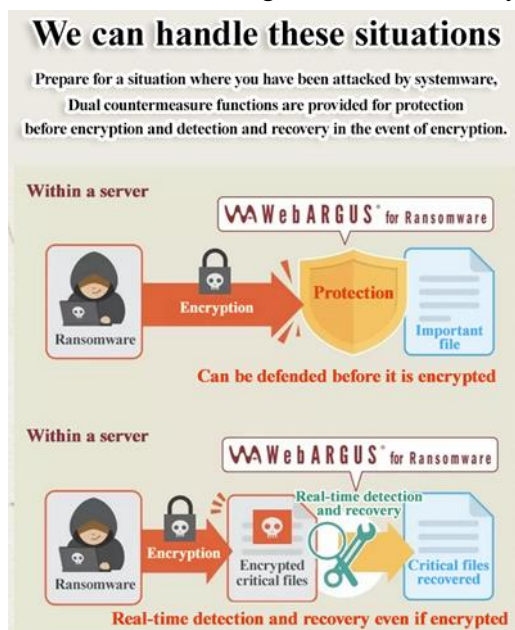 We can handle these situations
Prepare for a situation where you have been attacked by systemware,
Dual countermeasure functions are provided for protection
before encryption and detection and recovery in the event of encryption.
Within a server
WA WebARGUS® for Ransomware
Ransomware
Encryption
Protection
Important
file
Can be defended before it is encrypted
Within a server
WA WebARGUS® for Ransomware
Ransomware
Encryption
Encrypted
critical files
Real-time detection
and recovery
Critical files
recovered
Real-time detection and recovery even if encrypted